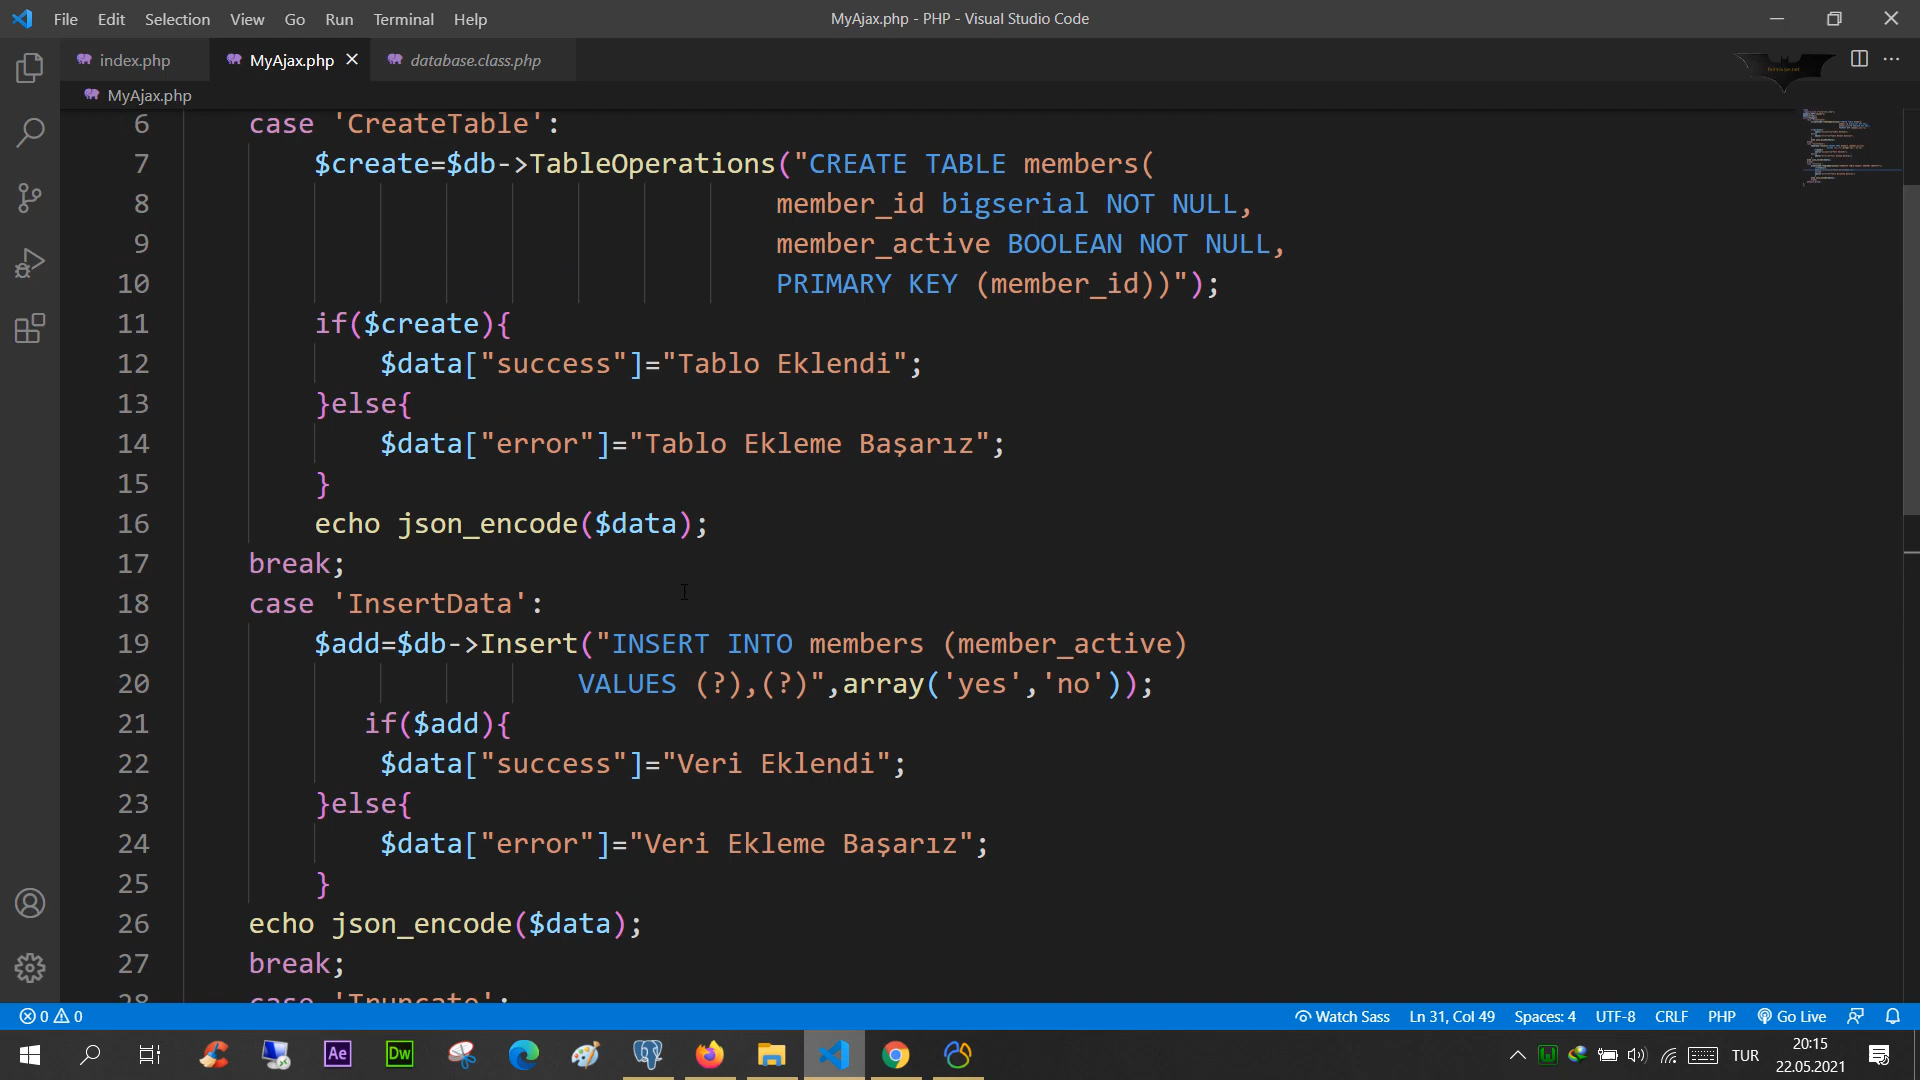 File Edit Selection View Go Run Terminal Help
MyAjax.php - PHP - Visual Studio Code
index.php MyAjax.php database.class.php
MyAjax.php
6 case 'CreateTable':
7 $create=$db->TableOperations("CREATE TABLE members(
8 member_id bigserial NOT NULL,
9 member_active BOOLEAN NOT NULL,
10 PRIMARY KEY (member_id))");
11 if($create){
12 $data["success"]="Tablo Eklendi";
13 }else{
14 $data["error"]="Tablo Ekleme Başarız";
15 }
16 echo json_encode($data);
17 break;
18 case 'InsertData':
19 $add=$db->Insert("INSERT INTO members (member_active)
20 VALUES (?),(?)",array('yes','no'));
21 if($add){
22 $data["success"]="Veri Eklendi";
23 }else{
24 $data["error"]="Veri Ekleme Başarız";
25 }
26 echo json_encode($data);
27 break;
28 case 'Truncate':
0 0 Watch Sass Ln 31, Col 49 Spaces: 4 UTF-8 CRLF PHP Go Live
Ae Dw TUR 20:15
22.05.2021